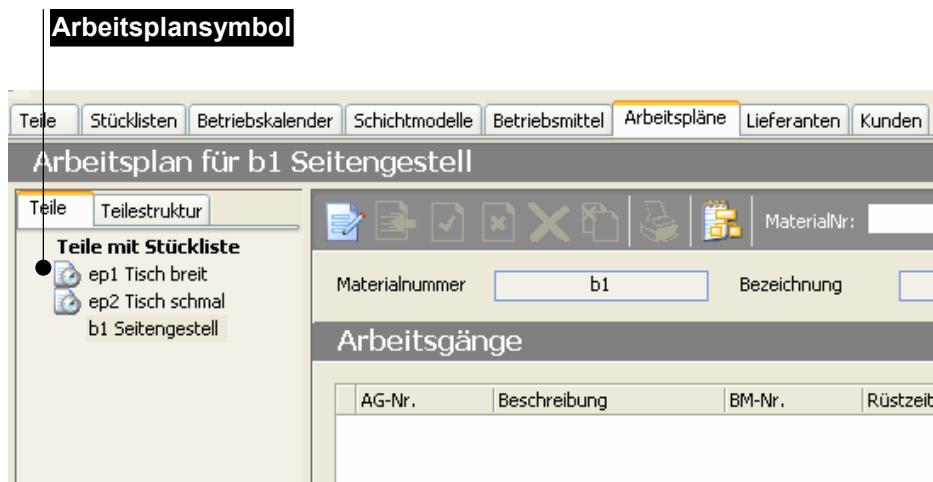 Arbeitsplansymbol
Teile Stücklisten Betriebskalender Schichtmodelle Betriebsmittel Arbeitspläne Lieferanten Kunden
Arbeitsplan für b1 Seitengestell
Teile Teilestruktur
MaterialNr:
Teile mit Stückliste
ep1 Tisch breit
ep2 Tisch schmal
b1 Seitengestell
Materialnummer b1 Bezeichnung
Arbeitsgänge
AG-Nr. Beschreibung BM-Nr. Rüstzeit